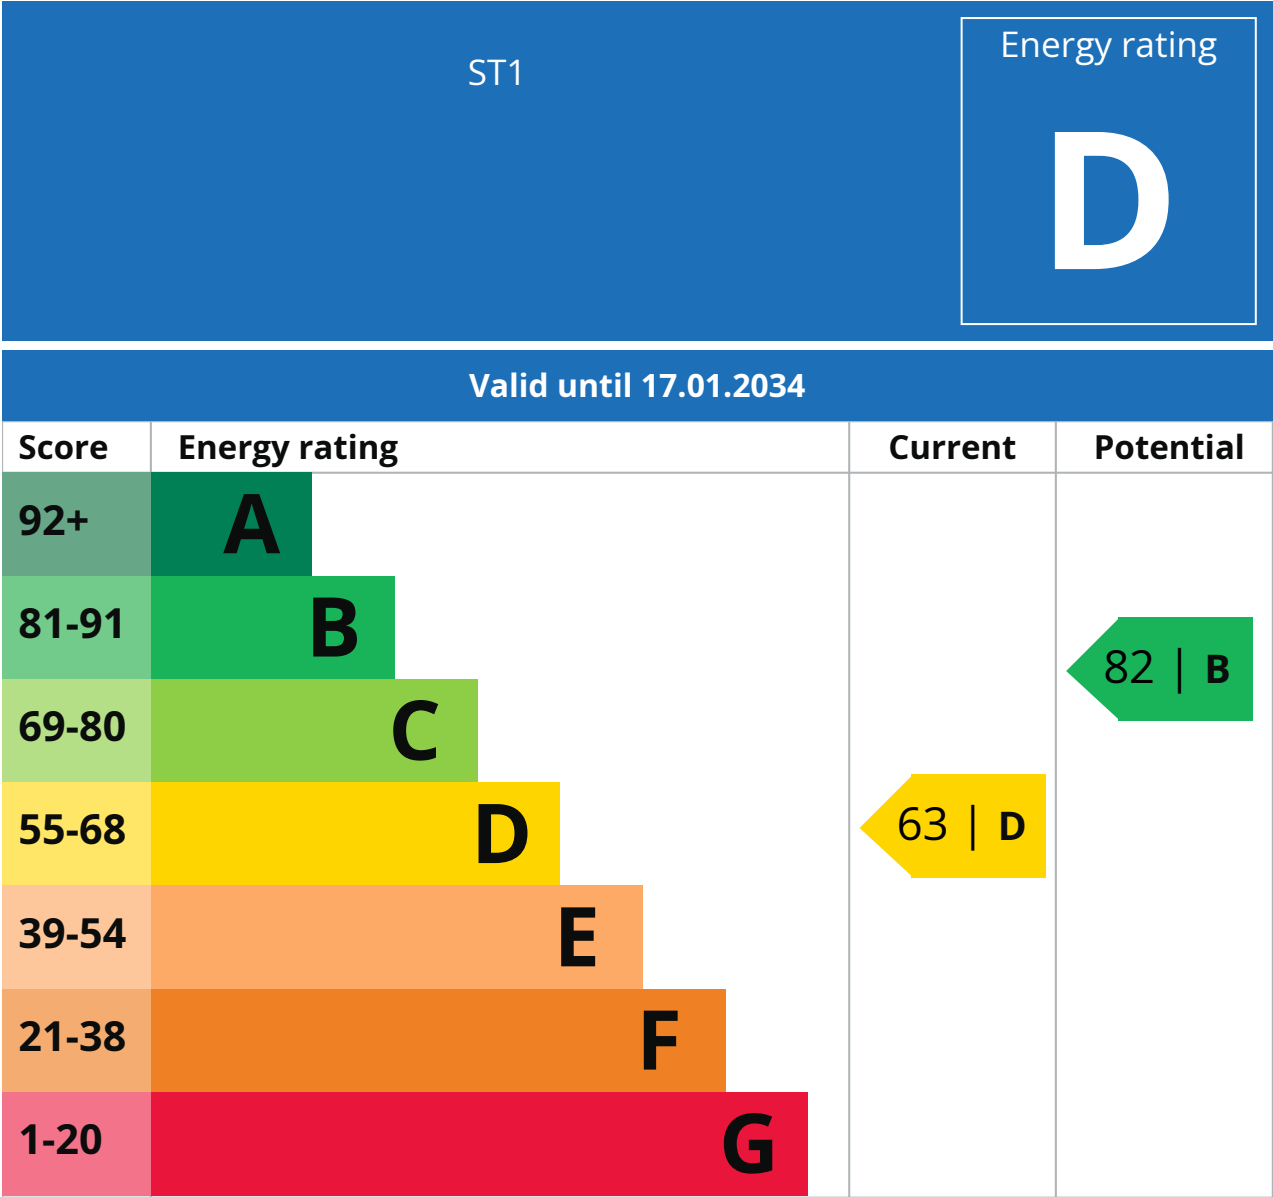 ST1
Energy rating
D
Valid until 17.01.2034
Score Energy rating Current Potential
92+ A
81-91 B
82 | B
69-80 C
55-68 D
63 | D
39-54 E
21-38 F
1-20 G